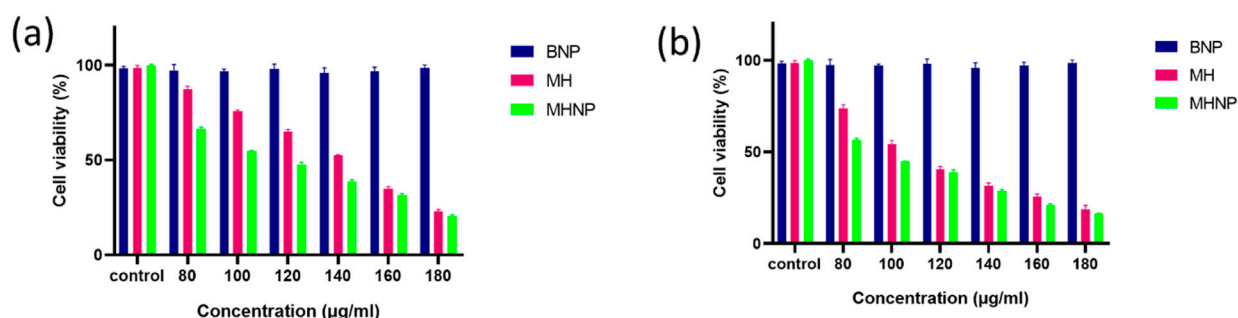 (a)
BNP
MH
MHNP
Cell viability (%)
100
50
0
control 80 100 120 140 160 180
Concentration (µg/ml)
(b)
BNP
MH
MHNP
Cell viability (%)
100
50
0
control 80 100 120 140 160 180
Concentration (µg/ml)